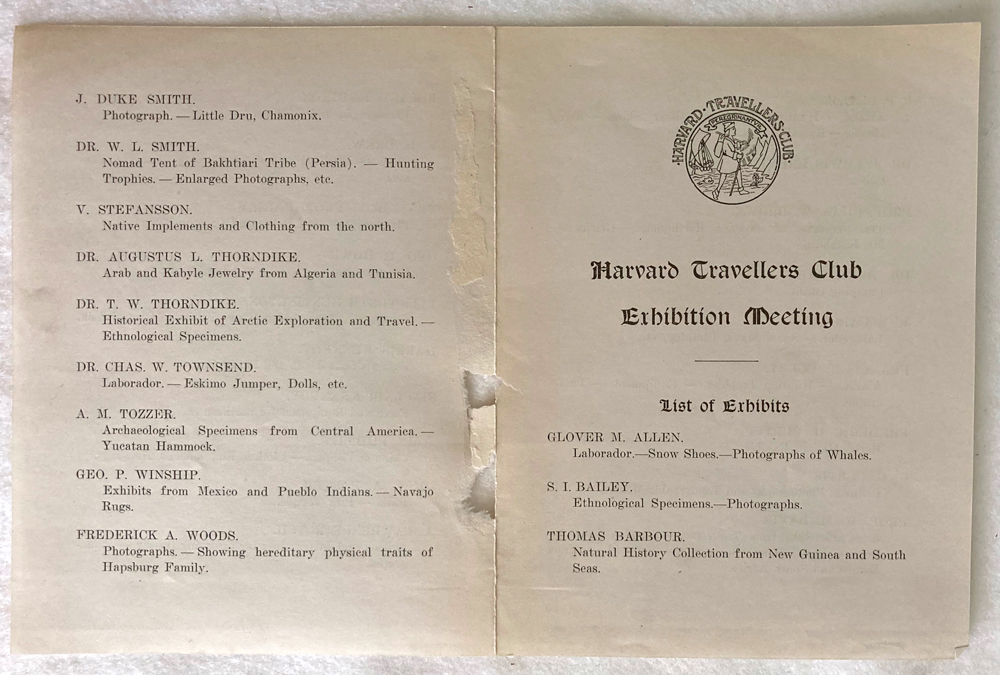 J. DUKE SMITH.
Photograph. — Little Dru, Chamonix.
DR. W. L. SMITH.
Nomad Tent of Bakhtiari Tribe (Persia). — Hunting
Trophies. — Enlarged Photographs, etc.
V. STEFANSSON.
Native Implements and Clothing from the north.
DR. AUGUSTUS L. THORNDIKE.
Arab and Kabyle Jewelry from Algeria and Tunisia.
DR. T. W. THORNDIKE.
Historical Exhibit of Arctic Exploration and Travel. —
Ethnological Specimens.
DR. CHAS. W. TOWNSEND.
Laborador. — Eskimo Jumper, Dolls, etc.
A. M. TOZZER.
Archaeological Specimens from Central America. —
Yucatan Hammock.
GEO. P. WINSHIP.
Exhibits from Mexico and Pueblo Indians. — Navajo
Rugs.
FREDERICK A. WOODS.
Photographs. — Showing hereditary physical traits of
Hapsburg Family.
·HARVARD·TRAVELLERS·CLUB·
PEREGRINANTVR
Harvard Travellers Club
Exhibition Meeting
List of Exhibits
GLOVER M. ALLEN.
Laborador.—Snow Shoes.—Photographs of Whales.
S. I. BAILEY.
Ethnological Specimens.—Photographs.
THOMAS BARBOUR.
Natural History Collection from New Guinea and South
Seas.